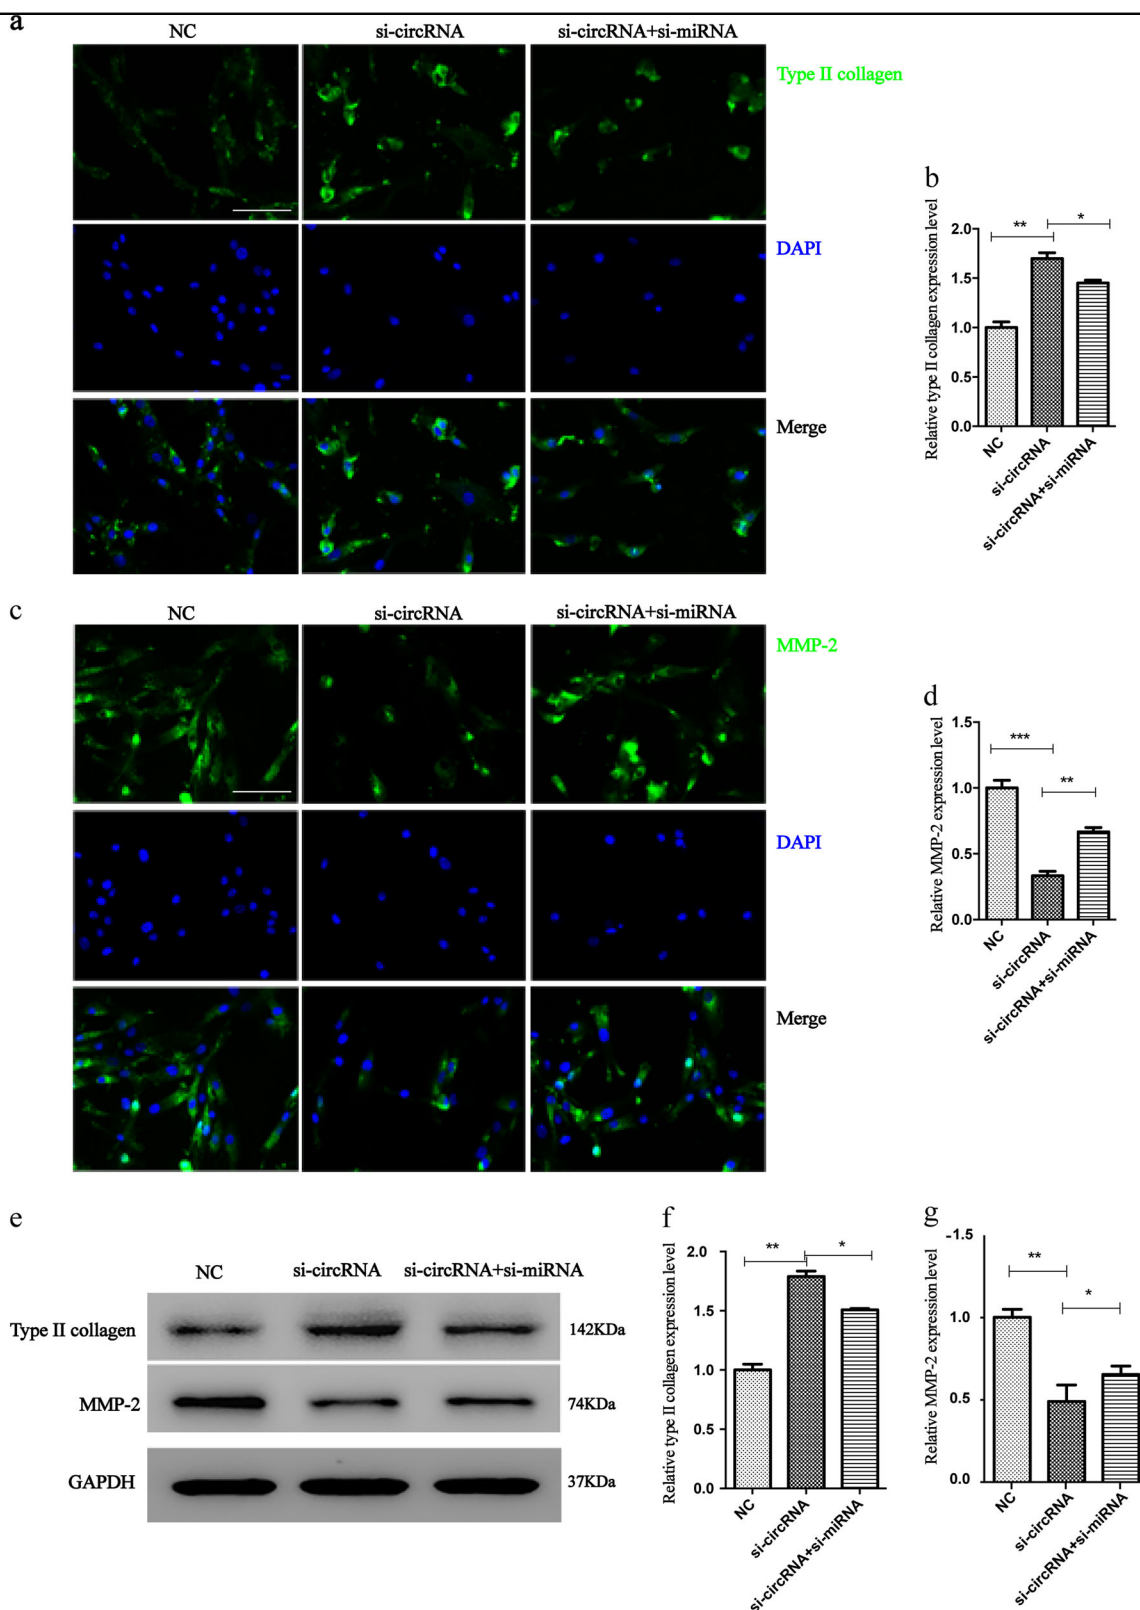 a
NC si-circRNA si-circRNA+si-miRNA
Type II collagen
DAPI
Merge
b
Relative type II collagen expression level
2.0
1.5
1.0
0.5
0.0
** *
NC
si-circRNA
si-circRNA+si-miRNA
c
NC si-circRNA si-circRNA+si-miRNA
MMP-2
DAPI
Merge
d
Relative MMP-2 expression level
1.5
1.0
0.5
0.0
***
**
NC
si-circRNA
si-circRNA+si-miRNA
e
NC si-circRNA si-circRNA+si-miRNA
Type II collagen 142KDa
MMP-2 74KDa
GAPDH 37KDa
f
Relative type II collagen expression level
2.0
1.5
1.0
0.5
0.0
** *
NC
si-circRNA
si-circRNA+si-miRNA
g
Relative MMP-2 expression level
-1.5
1.0
0.5
0.0
**
*
NC
si-circRNA
si-circRNA+si-miRNA